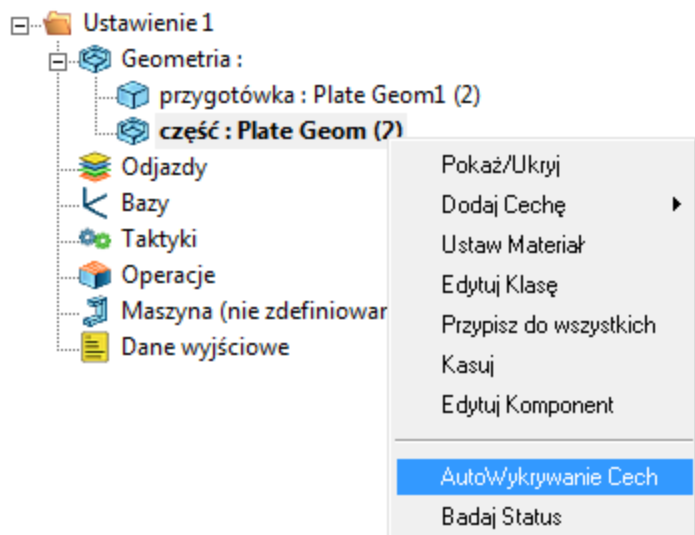 Ustawienie 1
Geometria :
przygotówka : Plate Geom1 (2)
część : Plate Geom (2)
Odjazdy
Bazy
Taktyki
Operacje
Maszyna (nie zdefiniowar
Dane wyjściowe
Pokaż/Ukryj
Dodaj Cechę
Ustaw Materiał
Edytuj Klasę
Przypisz do wszystkich
Kasuj
Edytuj Komponent
AutoWykrywanie Cech
Badaj Status